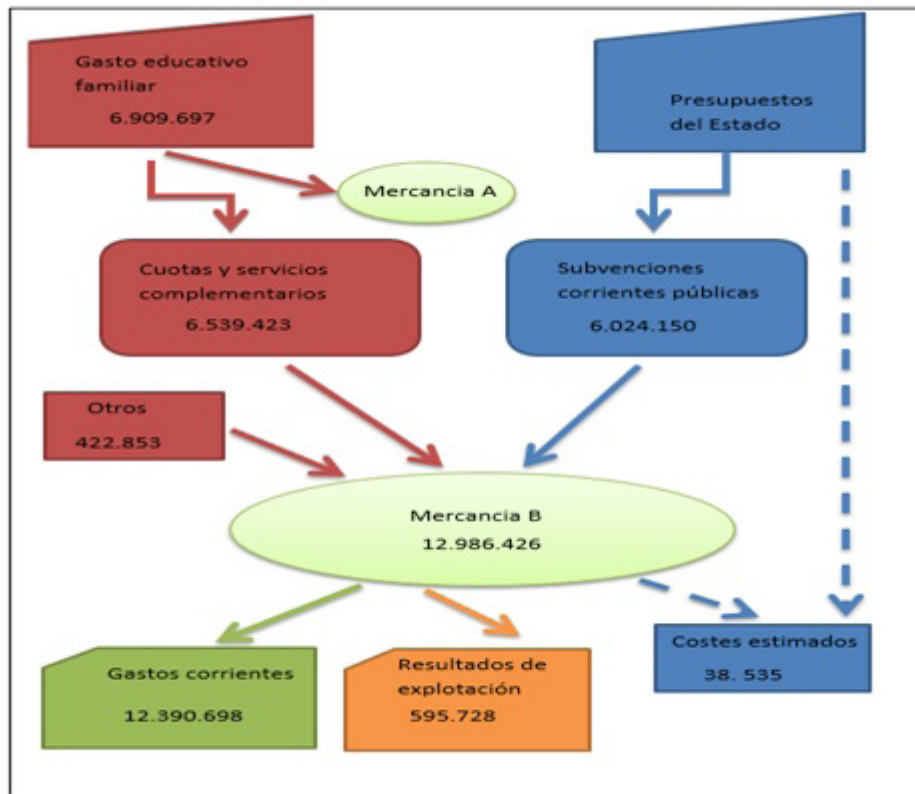 Gasto educativo
familiar
6.909.697
Presupuestos
del Estado
Mercancia A
Cuotas y servicios
complementarios
6.539.423
Subvenciones
corrientes públicas
6.024.150
Otros
422.853
Mercancia B
12.986.426
Gastos corrientes
12.390.698
Resultados de
explotación
595.728
Costes estimados
38. 535